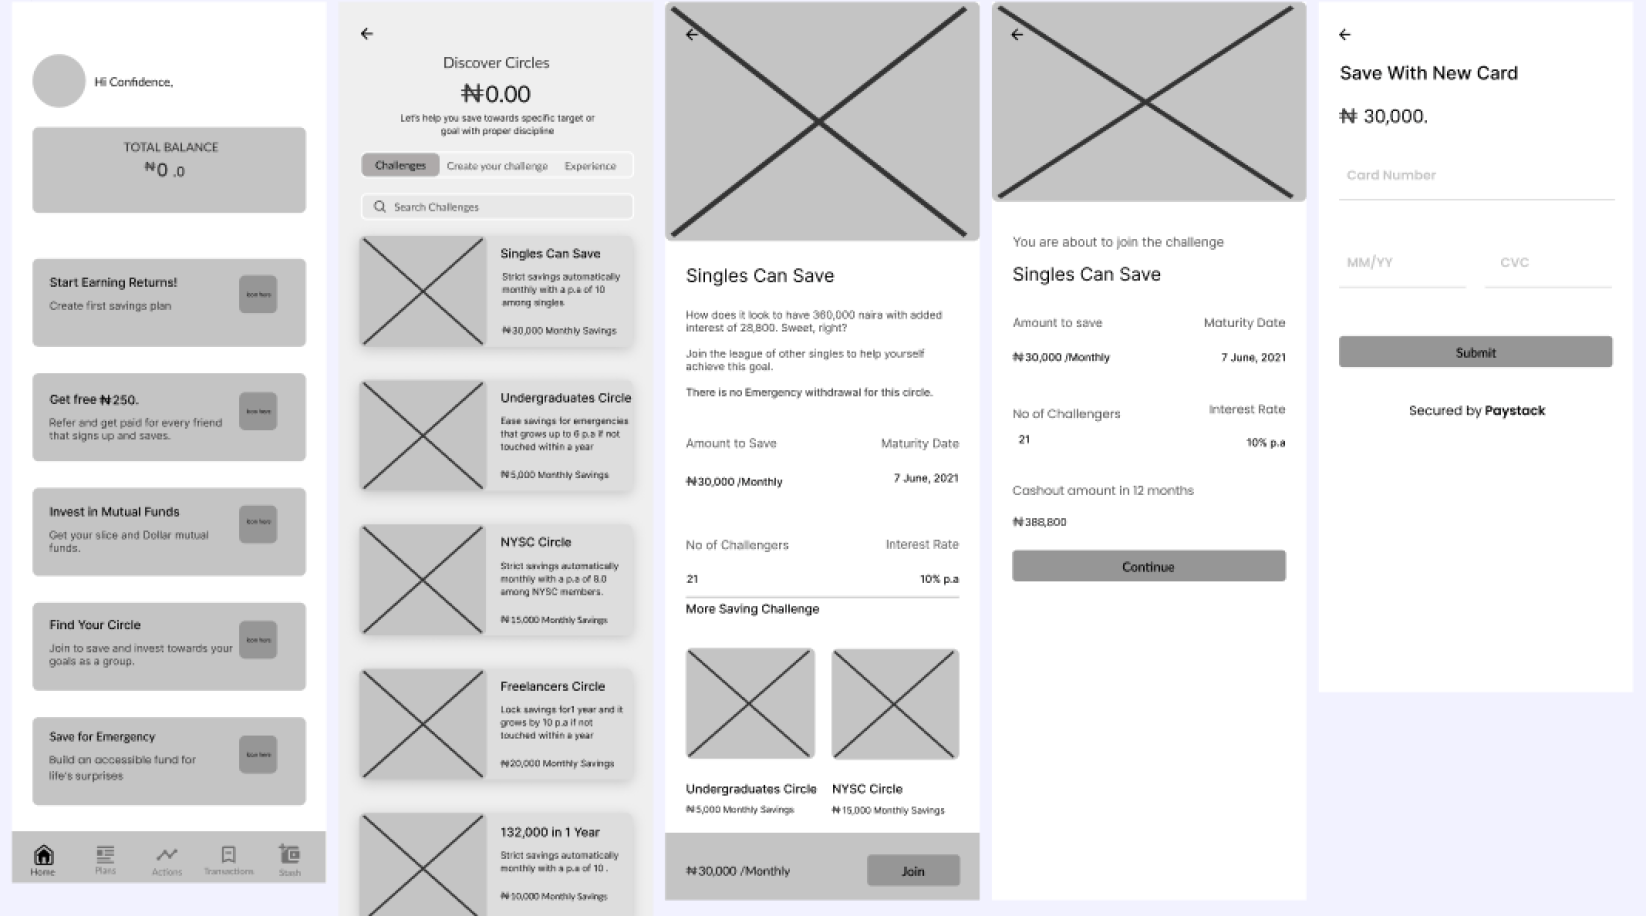 Hi Confidence,
TOTAL BALANCE
₦0 .0
Start Earning Returns!
Create first savings plan
Icon here
Get free ₦250.
Refer and get paid for every friend
that signs up and saves.
Icon here
Invest in Mutual Funds
Get your slice and Dollar mutual
funds.
Icon here
Find Your Circle
Join to save and invest towards your
goals as a group.
Icon here
Save for Emergency
Build an accessible fund for
life's surprises
Icon here
Home
Plans
Actions
Transactions
Stash
Discover Circles
₦0.00
Let's help you save towards specific target or
goal with proper discipline
Challenges
Create your challenge
Experience
Search Challenges
Singles Can Save
Strict savings automatically
monthly with a p.a of 10
among singles
₦30,000 Monthly Savings
Undergraduates Circle
Ease savings for emergencies
that grows up to 6 p.a if not
touched within a year
₦5,000 Monthly Savings
NYSC Circle
Strict savings automatically
monthly with a p.a of 8.0
among NYSC members.
₦15,000 Monthly Savings
Freelancers Circle
Lock savings for1 year and it
grows by 10 p.a if not
touched within a year
₦20,000 Monthly Savings
132,000 in 1 Year
Strict savings automatically
monthly with a p.a of 10 .
₦10,000 Monthly Savings
Singles Can Save
How does it look to have 360,000 naira with added
interest of 28,800. Sweet, right?
Join the league of other singles to help yourself
achieve this goal.
There is no Emergency withdrawal for this circle.
Amount to Save
Maturity Date
₦30,000 /Monthly
7 June, 2021
No of Challengers
Interest Rate
21
10% p.a
More Saving Challenge
Undergraduates Circle
₦5,000 Monthly Savings
NYSC Circle
₦15,000 Monthly Savings
₦30,000 /Monthly
Join
You are about to join the challenge
Singles Can Save
Amount to save
Maturity Date
₦30,000 /Monthly
7 June, 2021
No of Challengers
Interest Rate
21
10% p.a
Cashout amount in 12 months
₦388,800
Continue
Save With New Card
₦ 30,000.
Card Number
MM/YY
CVC
Submit
Secured by Paystack